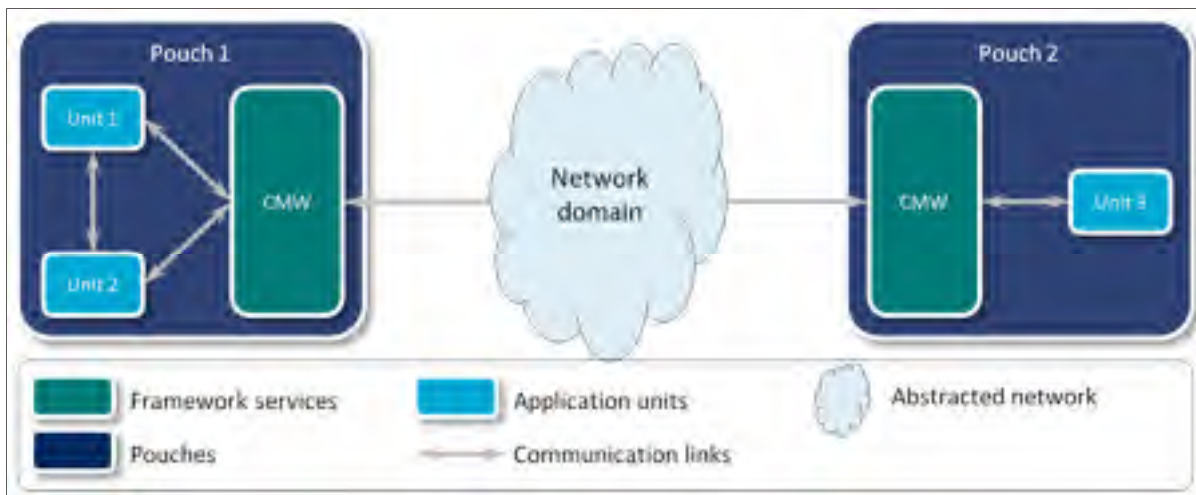 Pouch 1
Pouch 2
Unit 1
CMW
Network
domain
CMW
Unit 3
Unit 2
Framework services
Application units
Abstracted network
Pouches
Communication links